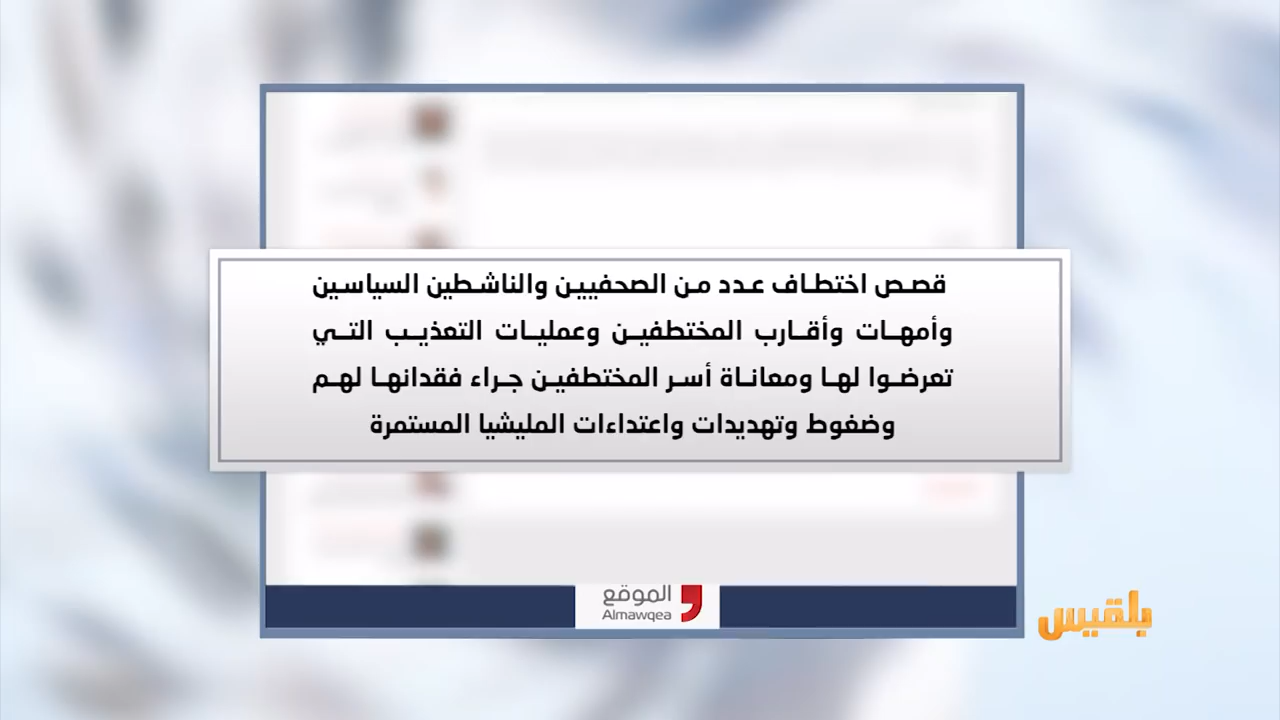 قصص اختطاف عدد من الصحفيين والناشطين السياسين
وأمهات وأقارب المختطفين وعمليات التعذيب التي
تعرضوا لها ومعاناة أسر المختطفين جراء فقدانها لهم
وضغوط وتهديدات واعتداءات المليشيا المستمرة
الموقع
Almawqea
بلقيس